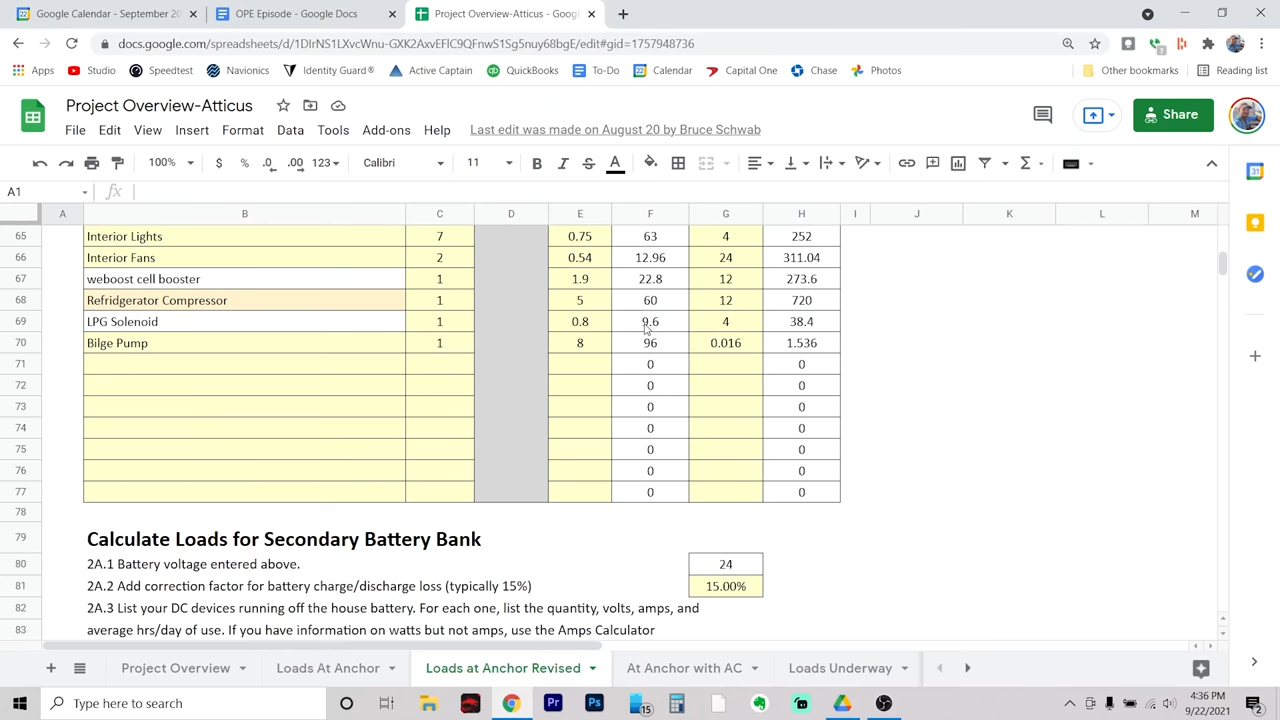 Google Calendar - September 20
OPE Episode - Google Docs
Project Overview-Atticus - Goog
docs.google.com/spreadsheets/d/1DIrNS1LXvcWnu-GXK2AxvEFlC9QFnwS1Sg5nuy68bgE/edit#gid=1757948736
Apps Studio Speedtest Navionics Identity Guard® Active Captain QuickBooks To-Do Calendar Capital One Chase Photos Other bookmarks Reading list
Project Overview-Atticus
Share
File Edit View Insert Format Data Tools Add-ons Help Last edit was made on August 20 by Bruce Schwab
100% $ % .0 .00 123 Calibri 11 B I S A
A1 fx
A B C D E F G H I J K L M
65 Interior Lights 7 0.75 63 4 252
66 Interior Fans 2 0.54 12.96 24 311.04
67 weboost cell booster 1 1.9 22.8 12 273.6
68 Refridgerator Compressor 1 5 60 12 720
69 LPG Solenoid 1 0.8 9.6 4 38.4
70 Bilge Pump 1 8 96 0.016 1.536
71 0 0
72 0 0
73 0 0
74 0 0
75 0 0
76 0 0
77 0 0
78
79 Calculate Loads for Secondary Battery Bank
80 2A.1 Battery voltage entered above. 24
81 2A.2 Add correction factor for battery charge/discharge loss (typically 15%) 15.00%
82 2A.3 List your DC devices running off the house battery. For each one, list the quantity, volts, amps, and
83 average hrs/day of use. If you have information on watts but not amps, use the Amps Calculator
Project Overview Loads At Anchor Loads at Anchor Revised At Anchor with AC Loads Underway
Type here to search
Pr Ps 15
4:36 PM
9/22/2021 2